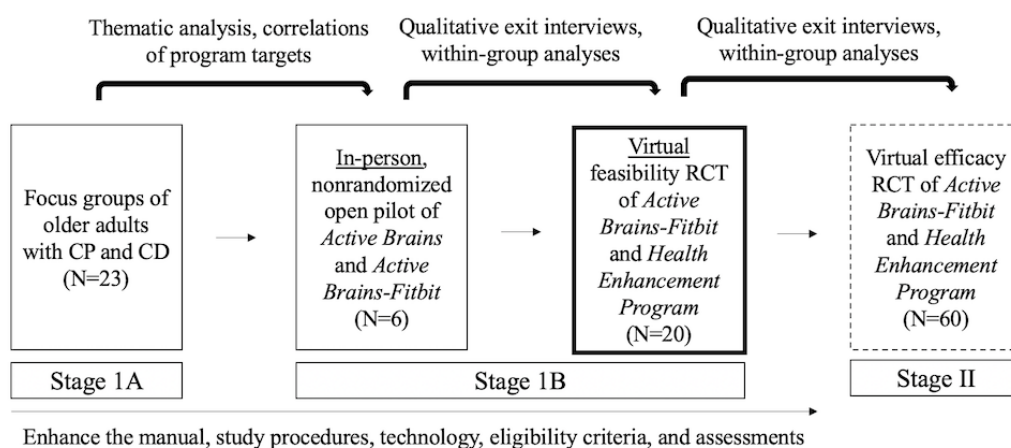 Thematic analysis, correlations
of program targets
Qualitative exit interviews,
within-group analyses
Qualitative exit interviews,
within-group analyses
Focus groups of
older adults
with CP and CD
(N=23)
In-person,
nonrandomized
open pilot of
Active Brains
and Active
Brains-Fitbit
(N=6)
Virtual
feasibility RCT
of Active
Brains-Fitbit
and Health
Enhancement
Program
(N=20)
Virtual efficacy
RCT of Active
Brains-Fitbit
and Health
Enhancement
Program
(N=60)
Stage 1A
Stage 1B
Stage II
Enhance the manual, study procedures, technology, eligibility criteria, and assessments